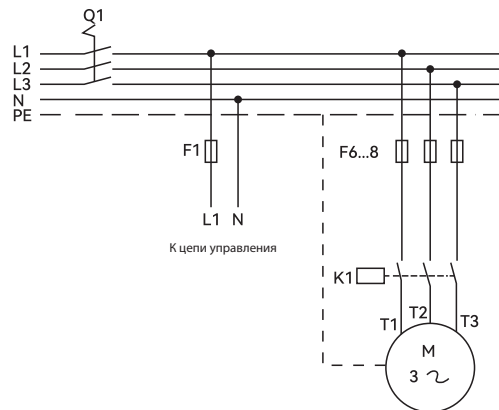 Q1
L1
L2
L3
N
PE
F1
F6...8
L1 N
К цепи управления
K1
T1 T2 T3
M
3